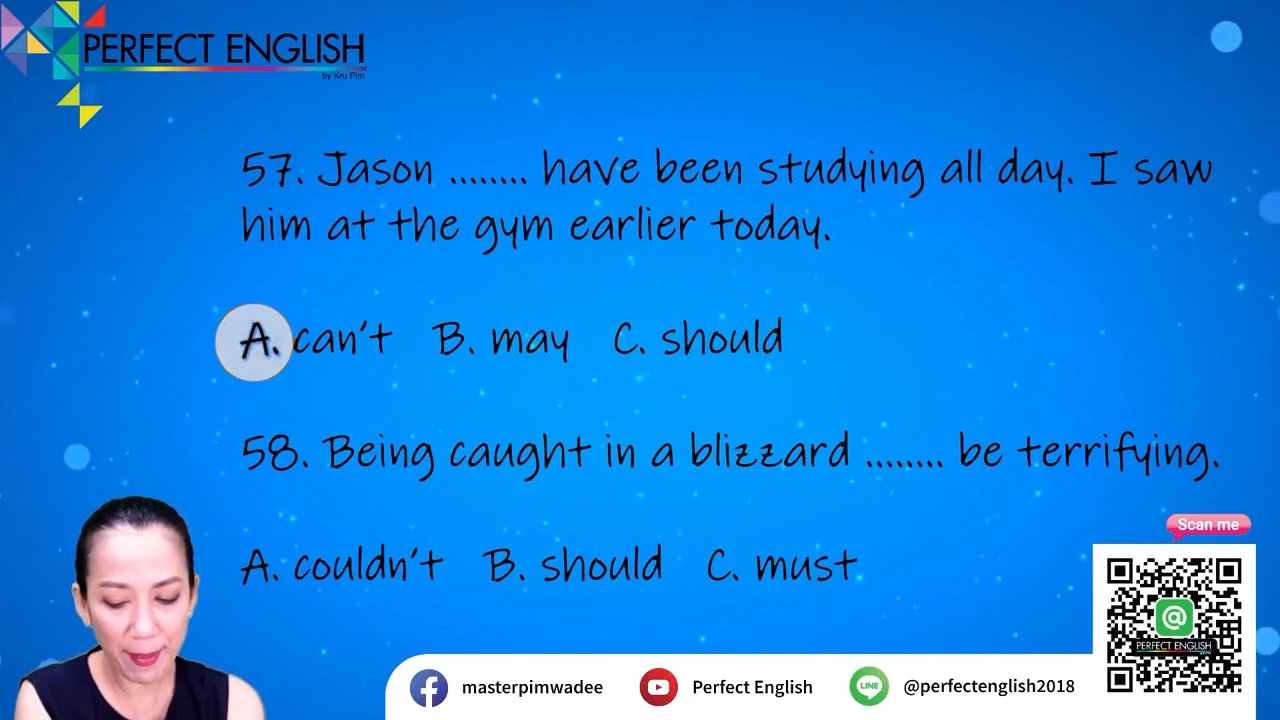 PERFECT ENGLISH
by Kru Pim
57. Jason ........ have been studying all day. I saw
him at the gym earlier today.
A. can't B. may C. should
58. Being caught in a blizzard ........ be terrifying.
A. couldn't B. should C. must
Scan me
@
PERFECT ENGLISH
masterpimwadee
Perfect English
LINE
@perfectenglish2018